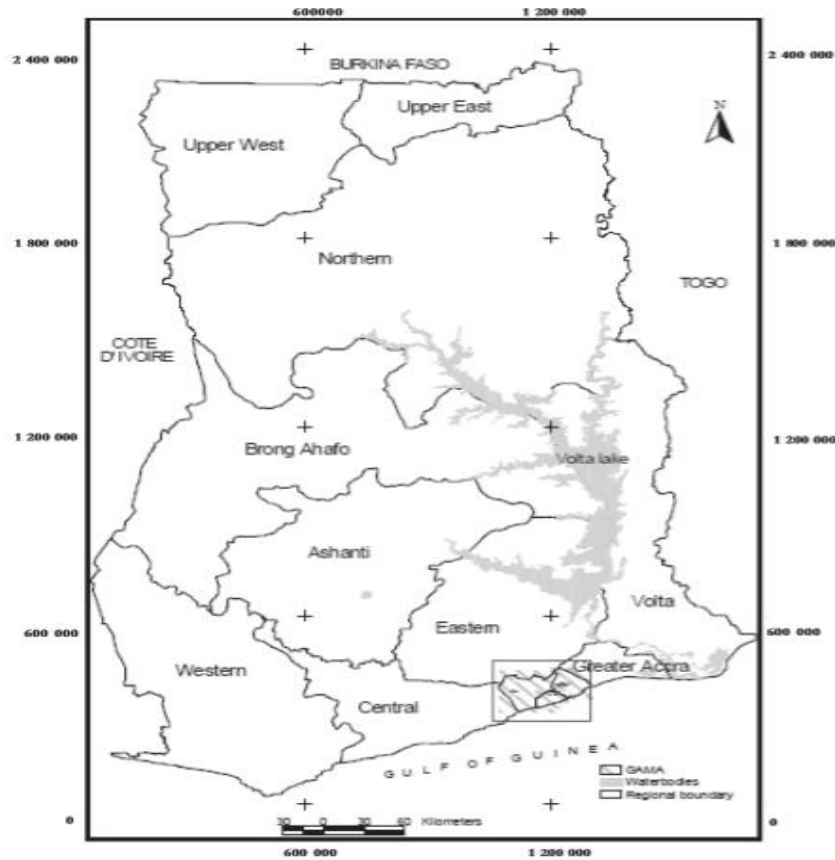 600000 1 200 000
2 400 000 2 400 000
BURKINA FASO
Upper East
Upper West
N
1 800 000 1 800 000
Northern
TOGO
COTE
D'IVOIRE
1 200 000 1 200 000
Brong Ahafo
Volta lake
Ashanti
Volta
600 000 600 000
Eastern
Western
Greater Accra
Central
GULF OF GUINEA
GAMA
Waterbodies
Regional boundary
0 0
0 30 60 Kilometers
600 000 1 200 000